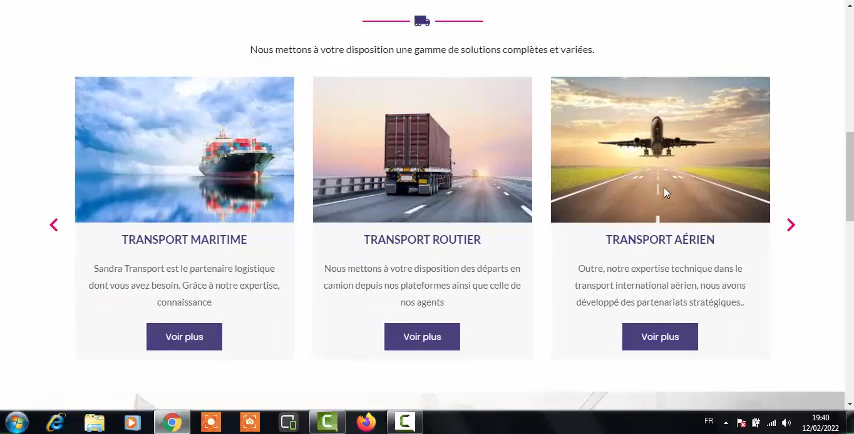 Nous mettons à votre disposition une gamme de solutions complètes et variées.
TRANSPORT MARITIME
Sandra Transport est le partenaire logistique
dont vous avez besoin. Grâce à notre expertise,
connaissance
Voir plus
TRANSPORT ROUTIER
Nous mettons à votre disposition des départs en
camion depuis nos plateformes ainsi que celle de
nos agents
Voir plus
TRANSPORT AÉRIEN
Outre, notre expertise technique dans le
transport international aérien, nous avons
développé des partenariats stratégiques..
Voir plus
FR
19:40
12/02/2022